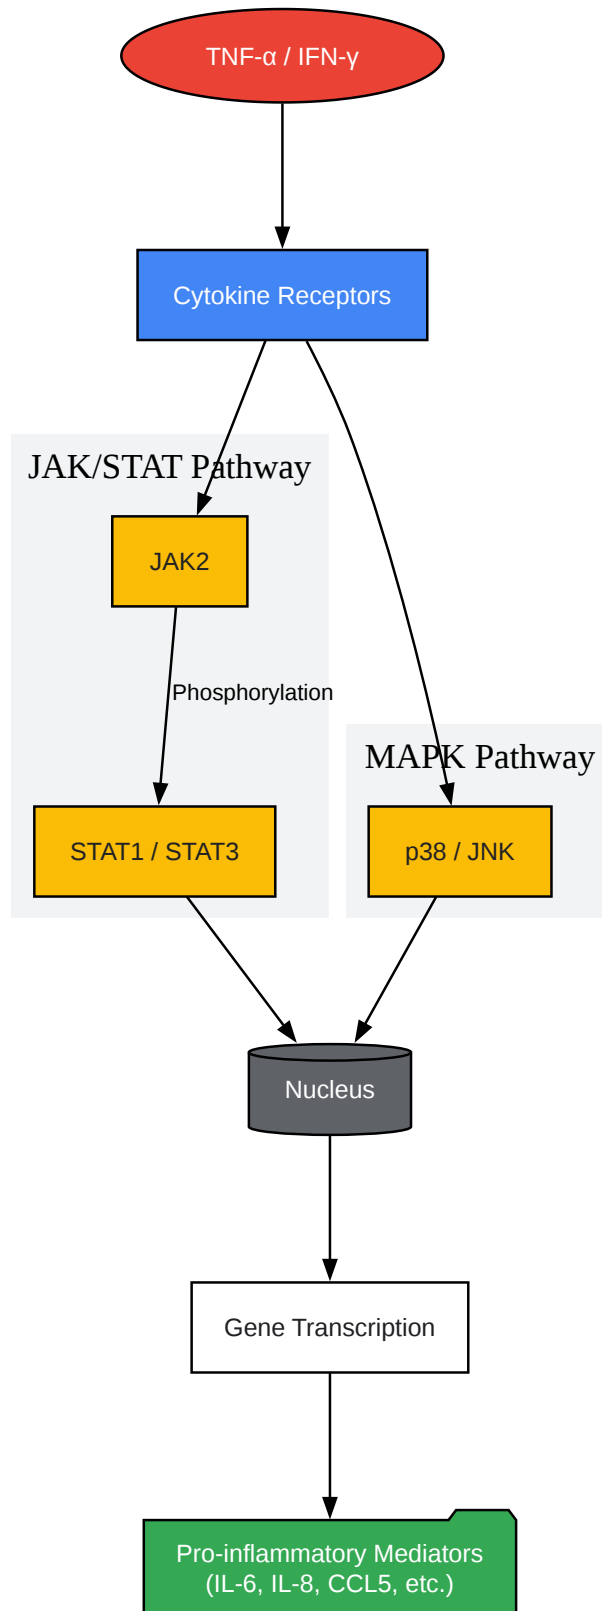 TNF-α / IFN-γ
Cytokine Receptors
JAK/STAT Pathway
JAK2
Phosphorylation
MAPK Pathway
STAT1 / STAT3
p38 / JNK
Nucleus
Gene Transcription
Pro-inflammatory Mediators
(IL-6, IL-8, CCL5, etc.)